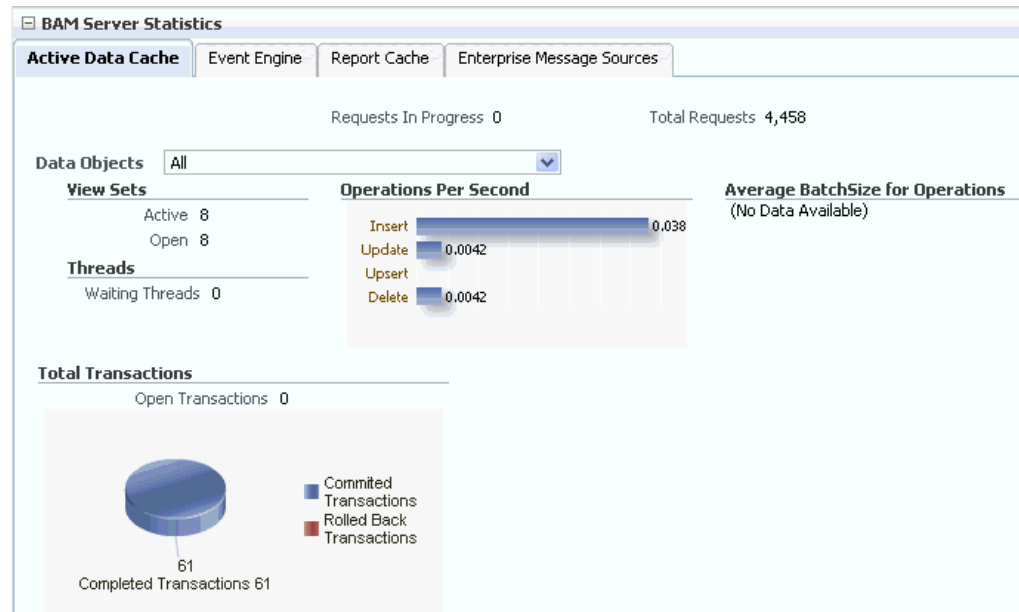 BAM Server Statistics
Active Data Cache Event Engine Report Cache Enterprise Message Sources
Requests In Progress 0 Total Requests 4,458
Data Objects All
View Sets Operations Per Second Average BatchSize for Operations
Active 8 (No Data Available)
Open 8
Threads
Waiting Threads 0
Insert 0.038
Update 0.0042
Upsert
Delete 0.0042
Total Transactions
Open Transactions 0
Commited
Transactions
Rolled Back
Transactions
61
Completed Transactions 61